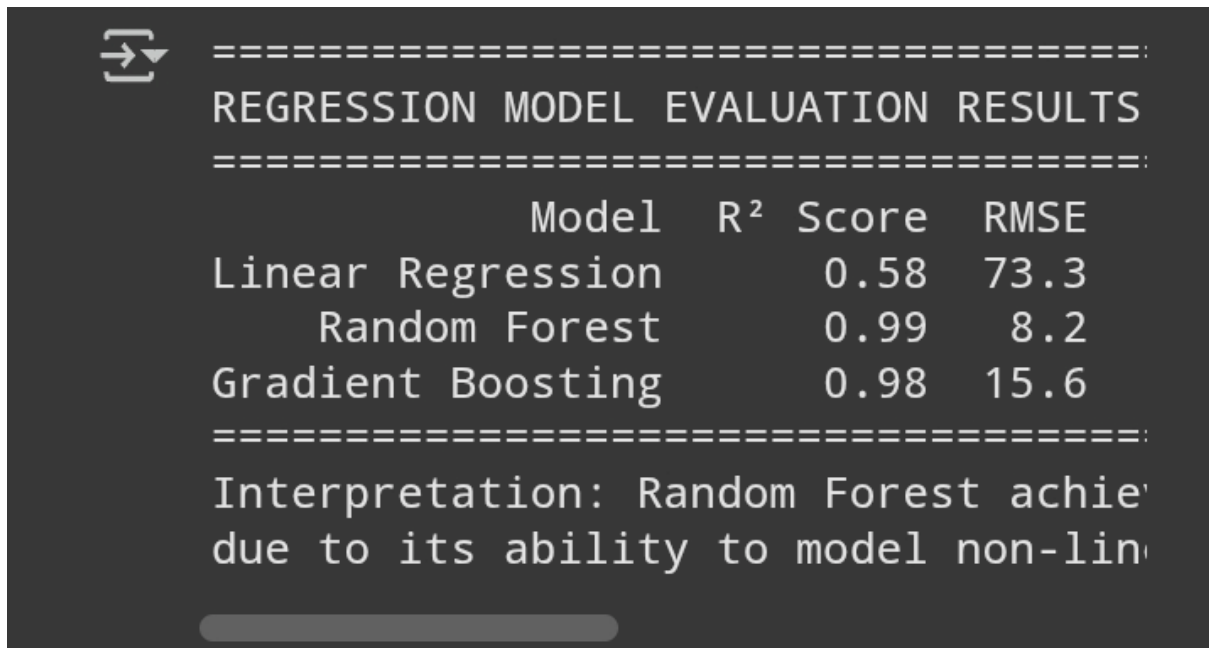 ===================================
REGRESSION MODEL EVALUATION RESULTS
===================================
Model R² Score RMSE
Linear Regression 0.58 73.3
Random Forest 0.99 8.2
Gradient Boosting 0.98 15.6
===================================
Interpretation: Random Forest
due to its ability to model